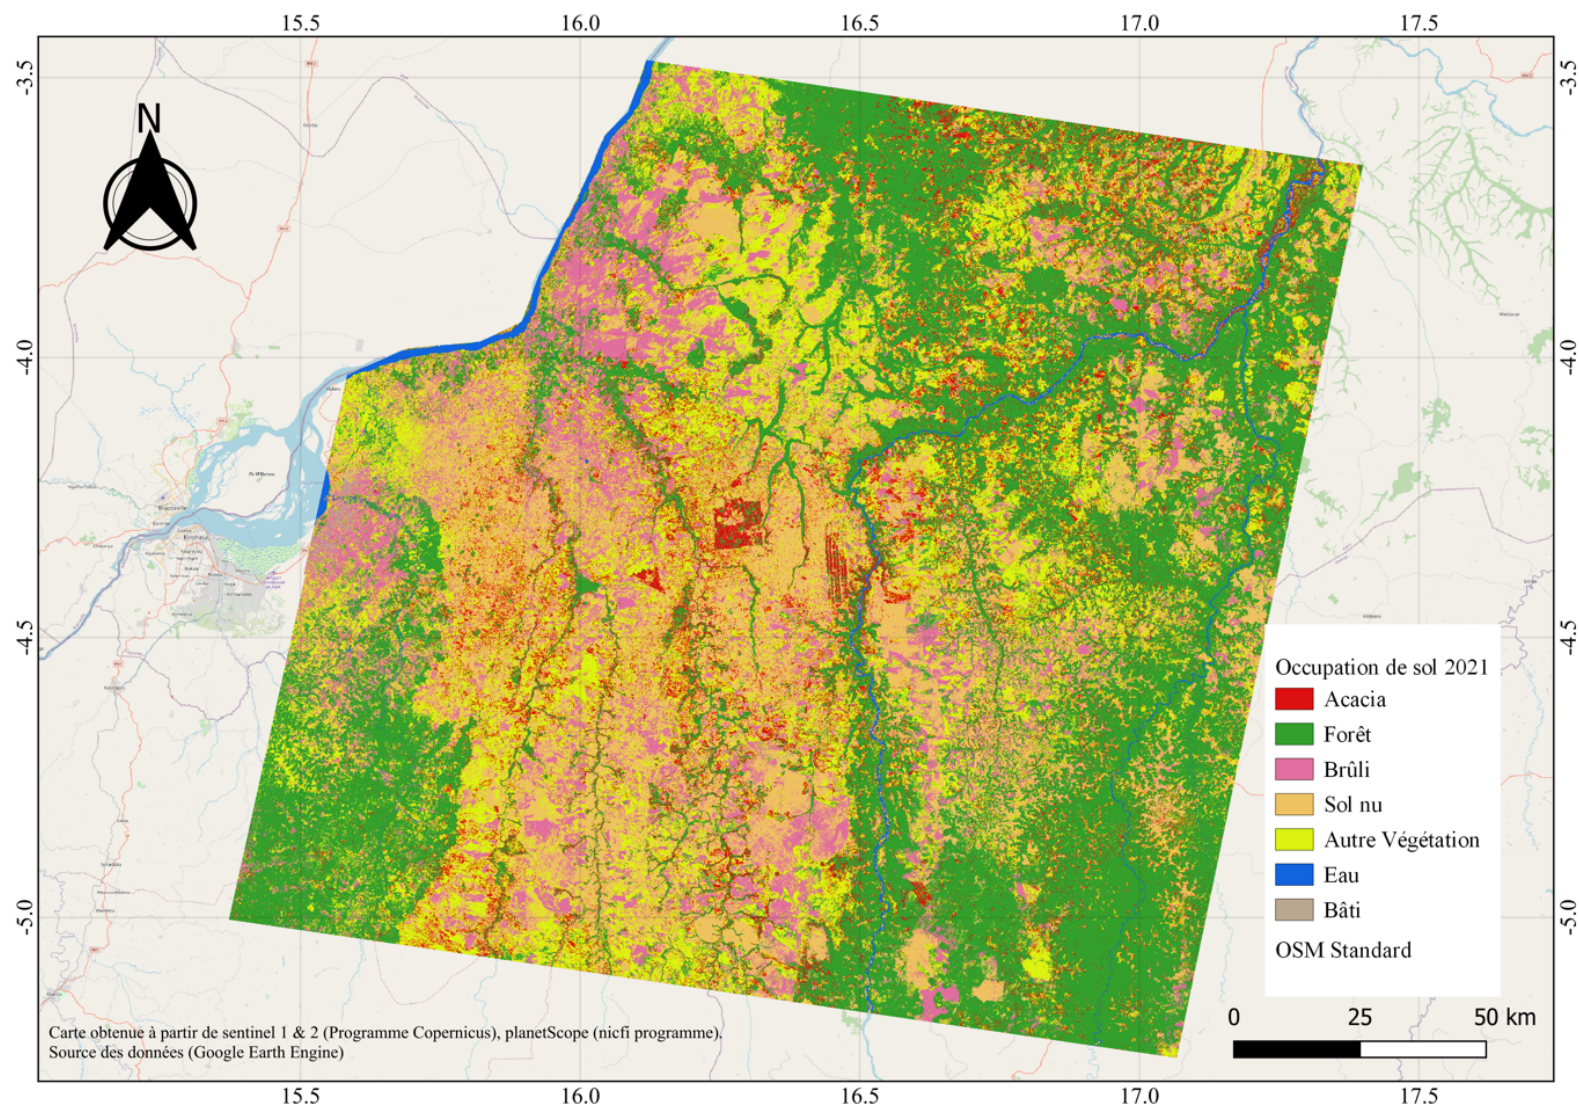 15.5 16.0 16.5 17.0 17.5
N
-3.5 -3.5
-4.0 -4.0
Brazzaville
Kinshasa
-4.5 -4.5
Occupation de sol 2021
Acacia
Forêt
Brûli
Sol nu
Autre Végétation
Eau
Bâti
OSM Standard
-5.0 -5.0
0 25 50 km
Carte obtenue à partir de sentinel 1 & 2 (Programme Copernicus), planetScope (nicfi programme).
Source des données (Google Earth Engine)
15.5 16.0 16.5 17.0 17.5